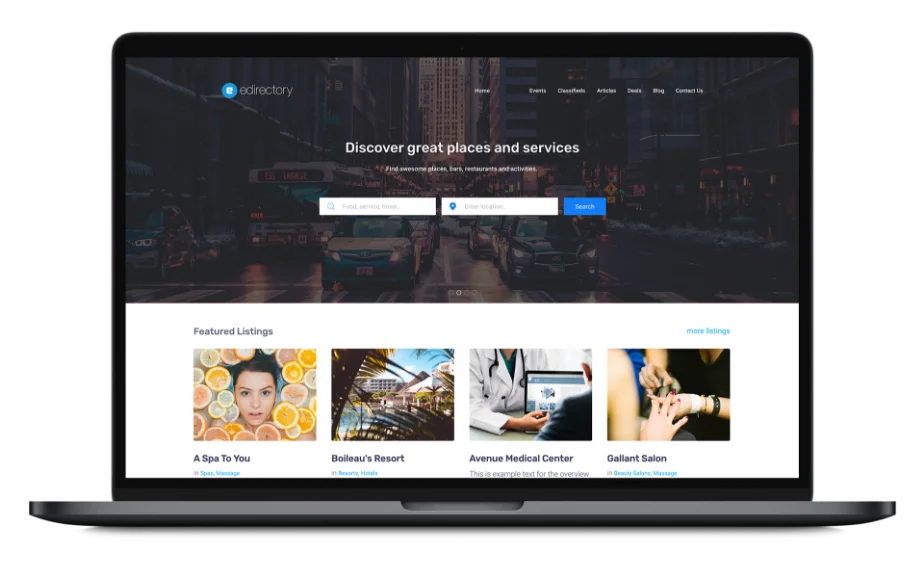 edirectory
Home Events Classifieds Articles Deals Blog Contact Us
Discover great places and services
Find awesome places, bars, restaurants and activities.
Food, service, hotel...
Enter location...
Search
Featured Listings
more listings
A Spa To You
Boileau's Resort
Avenue Medical Center
Gallant Salon
in Spas, Massage
in Resorts, Hotels
This is example text for the overview
in Beauty Salons, Massage